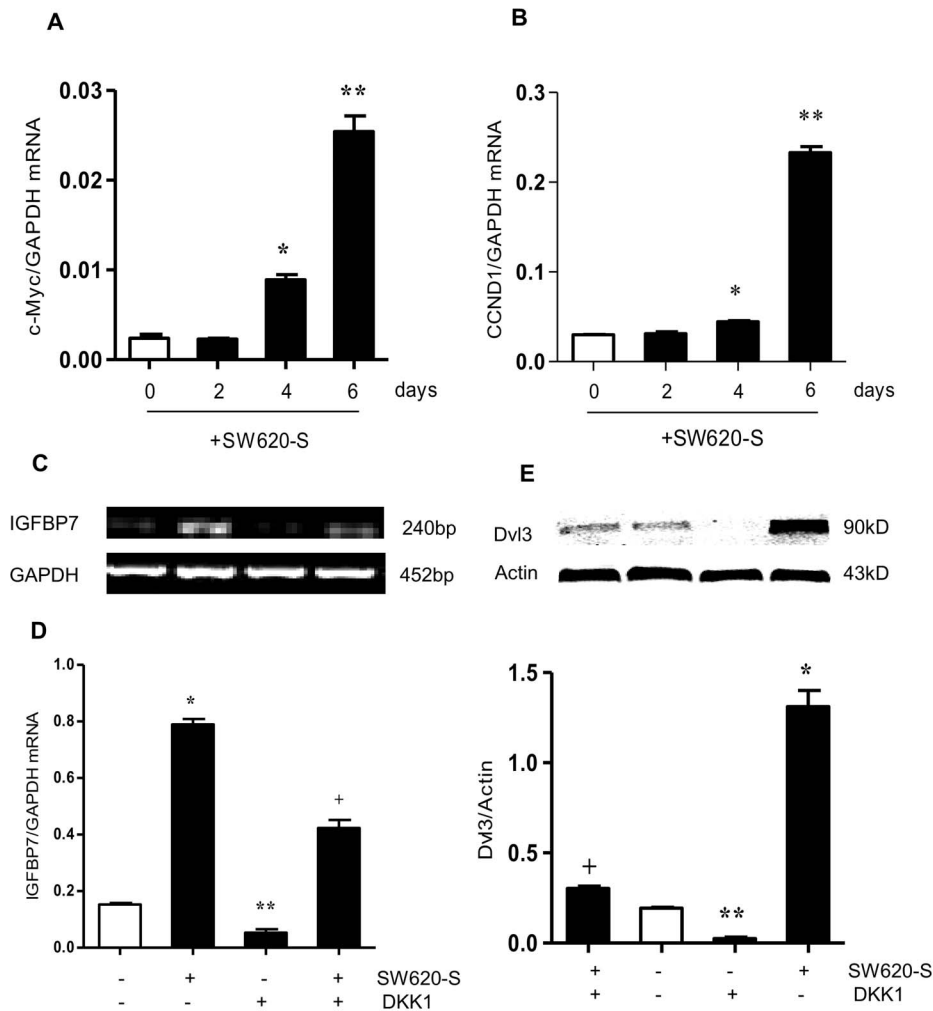 A
c-Myc/GAPDH mRNA
0.03
0.02
0.01
0.00
**
*
0 2 4 6 days
+SW620-S
B
CCND1/GAPDH mRNA
0.3
0.2
0.1
0.0
**
*
0 2 4 6 days
+SW620-S
C
IGFBP7 240bp
GAPDH 452bp
D
IGFBP7/GAPDH mRNA
1.0
0.8
0.6
0.4
0.2
0.0
*
**
+
- + - + SW620-S
- - + + DKK1
E
Dvl3 90kD
Actin 43kD
Dvl3/Actin
1.5
1.0
0.5
0.0
+
**
*
+ - - + SW620-S
+ - + - DKK1